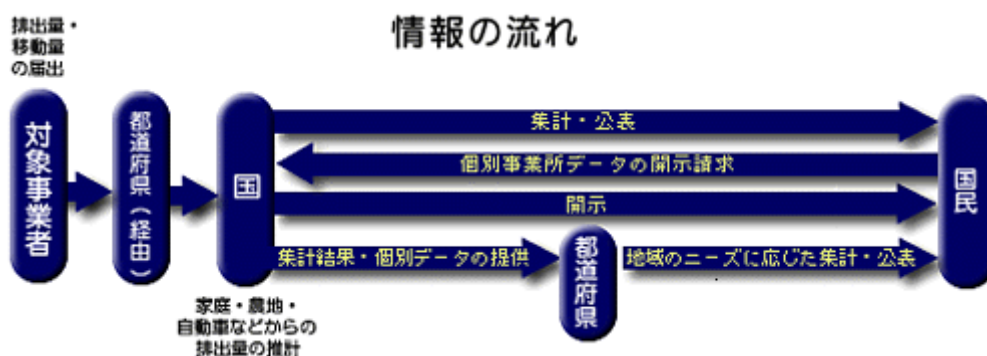 情報の流れ
排出量・
移動量
の届出
対象事業者
都道府県（経由）
国
集計・公表
個別事業所データの開示請求
開示
集計結果・個別データの提供
都道府県
地域のニーズに応じた集計・公表
国民
家庭・農地・
自動車などからの
排出量の推計